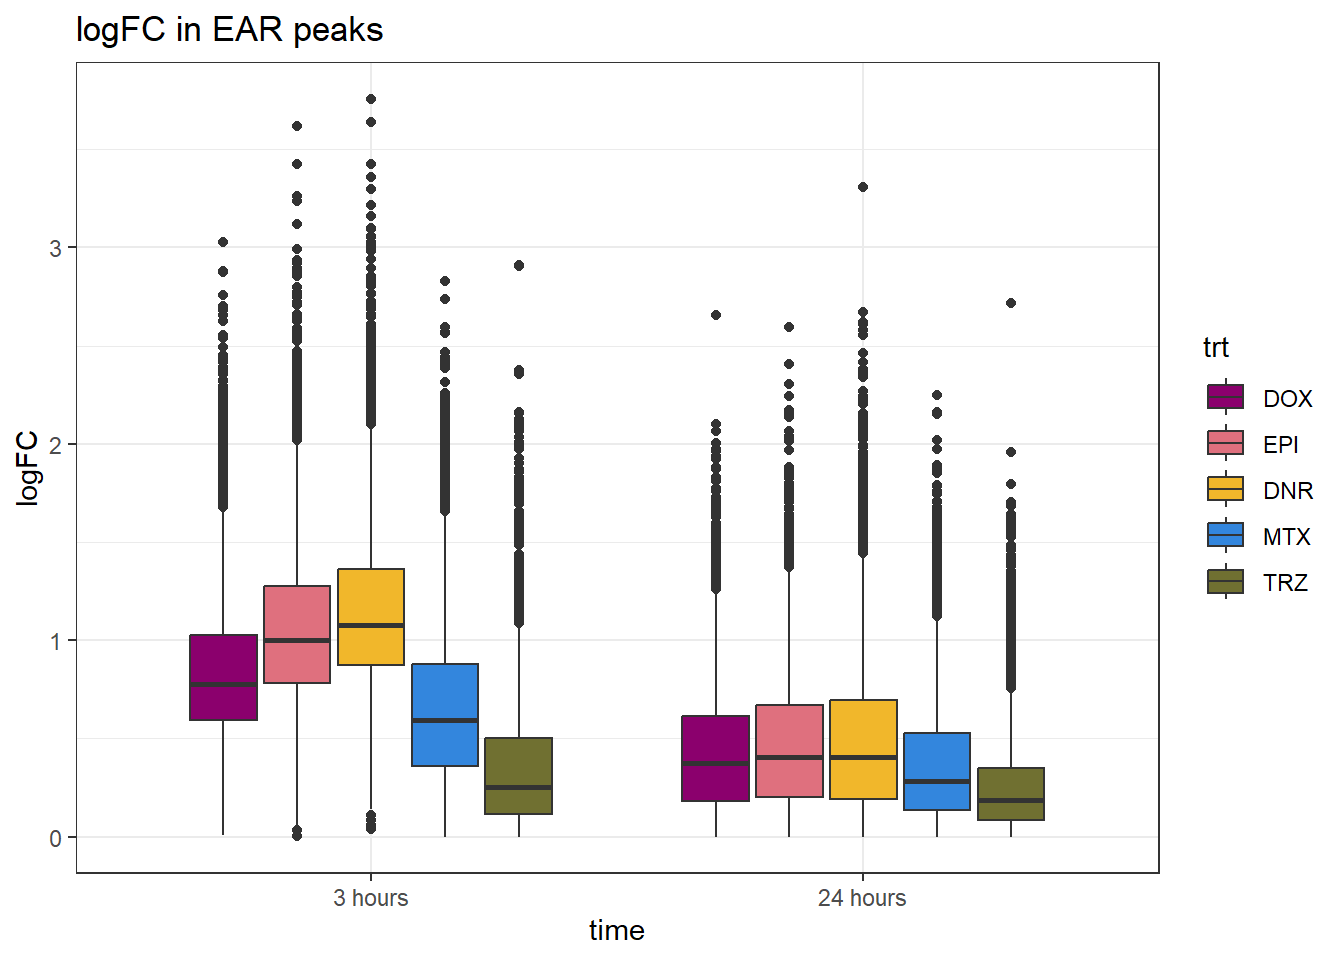 logFC in EAR peaks
logFC
3
2
1
0
3 hours
24 hours
time
trt
DOX
EPI
DNR
MTX
TRZ